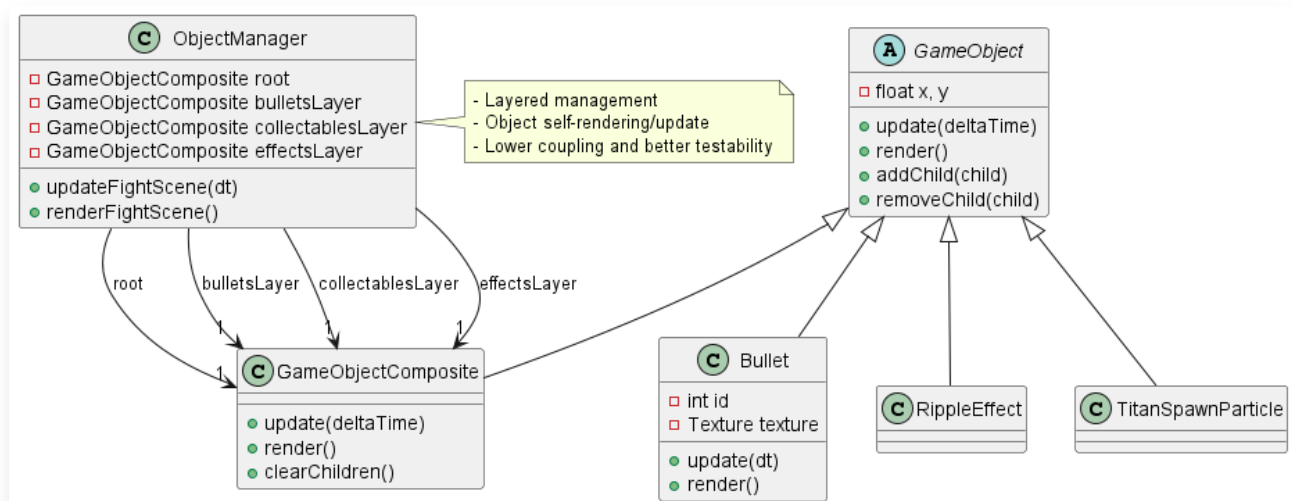 C ObjectManager
GameObjectComposite root
GameObjectComposite bulletsLayer
GameObjectComposite collectablesLayer
GameObjectComposite effectsLayer
updateFightScene(dt)
renderFightScene()
- Layered management
- Object self-rendering/update
- Lower coupling and better testability
A GameObject
float x, y
update(deltaTime)
render()
addChild(child)
removeChild(child)
root
bulletsLayer
collectablesLayer
effectsLayer
1
1
1
1
C GameObjectComposite
update(deltaTime)
render()
clearChildren()
C Bullet
int id
Texture texture
update(dt)
render()
C RippleEffect
C TitanSpawnParticle